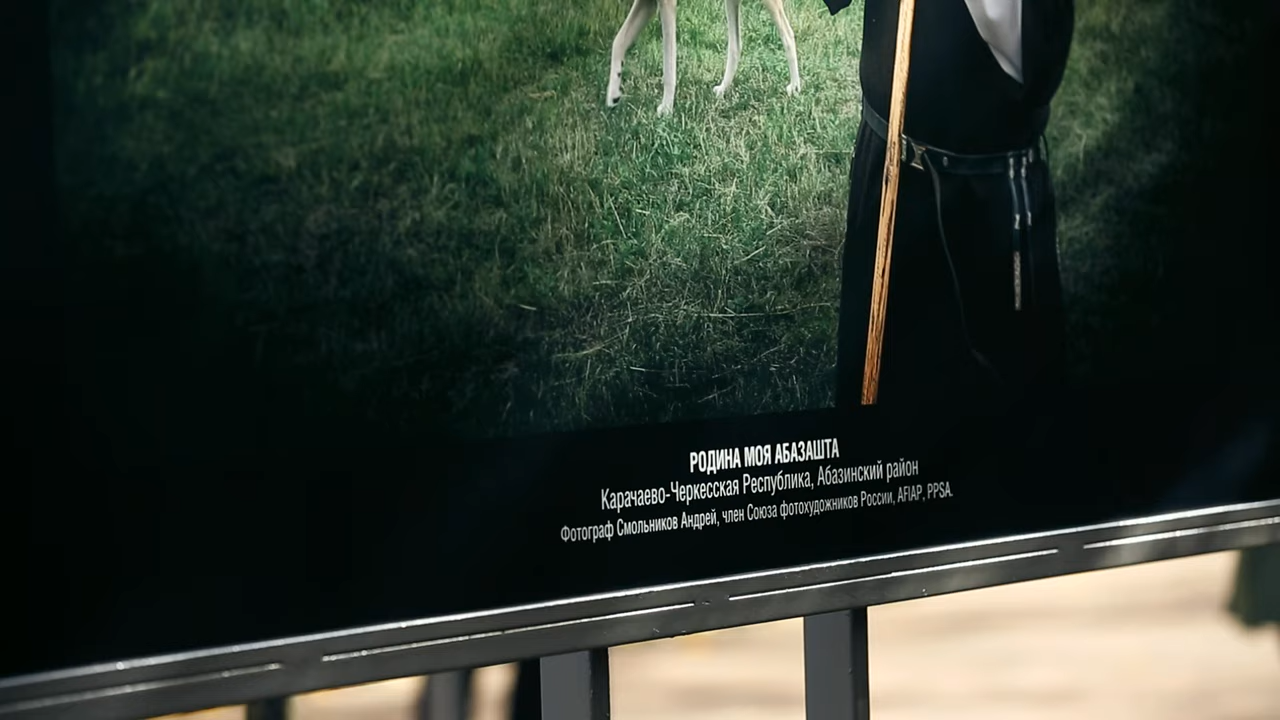 РОДИНА МОЯ АБАЗАШТА
Карачаево-Черкесская Республика, Абазинский район
Фотограф Смольников Андрей, член Союза фотохудожников России, AFIAP, PPSA.